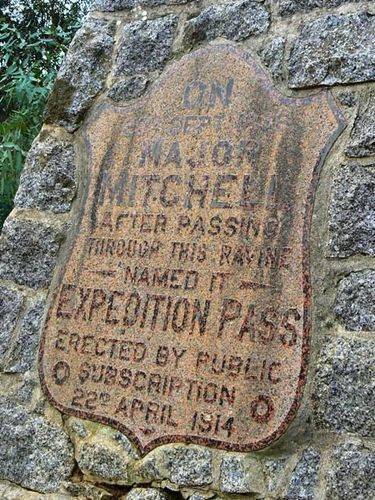 ON
SEPT
MAJOR
MITCHELL
AFTER PASSING
THROUGH THIS RAVINE
NAMED IT
EXPEDITION PASS
ERECTED BY PUBLIC
SUBSCRIPTION
22ND APRIL 1914